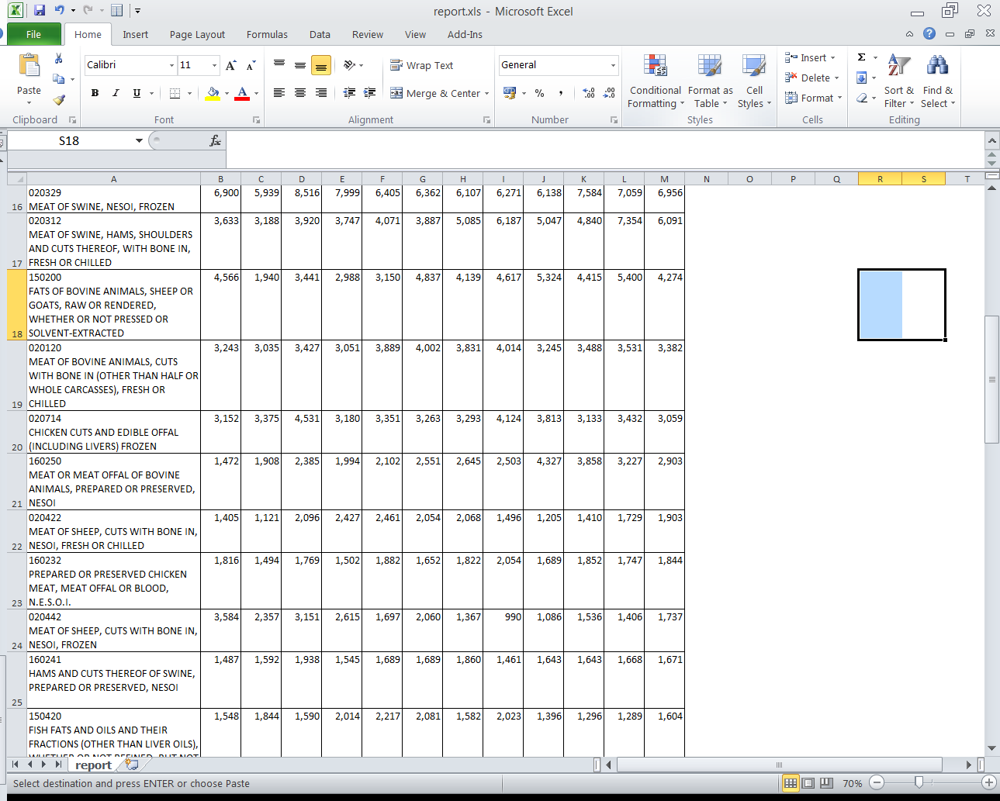 report.xls - Microsoft Excel
File Home Insert Page Layout Formulas Data Review View Add-Ins
Calibri 11 A A Wrap Text General Insert
Paste B I U A Merge & Center % , Conditional Formatting Format as Table Cell Styles Delete Format Σ Sort & Filter Find & Select
Clipboard Font Alignment Number Styles Cells Editing
S18 fx
A B C D E F G H I J K L M N O P Q R S T
020329 6,900 5,939 8,516 7,999 6,405 6,362 6,107 6,271 6,138 7,584 7,059 6,956
16 MEAT OF SWINE, NESOI, FROZEN
020312 3,633 3,188 3,920 3,747 4,071 3,887 5,085 6,187 5,047 4,840 7,354 6,091
MEAT OF SWINE, HAMS, SHOULDERS
AND CUTS THEREOF, WITH BONE IN,
17 FRESH OR CHILLED
150200 4,566 1,940 3,441 2,988 3,150 4,837 4,139 4,617 5,324 4,415 5,400 4,274
FATS OF BOVINE ANIMALS, SHEEP OR
GOATS, RAW OR RENDERED,
WHETHER OR NOT PRESSED OR
18 SOLVENT-EXTRACTED
020120 3,243 3,035 3,427 3,051 3,889 4,002 3,831 4,014 3,245 3,488 3,531 3,382
MEAT OF BOVINE ANIMALS, CUTS
WITH BONE IN (OTHER THAN HALF OR
WHOLE CARCASSES), FRESH OR
19 CHILLED
020714 3,152 3,375 4,531 3,180 3,351 3,263 3,293 4,124 3,813 3,133 3,432 3,059
CHICKEN CUTS AND EDIBLE OFFAL
20 (INCLUDING LIVERS) FROZEN
160250 1,472 1,908 2,385 1,994 2,102 2,551 2,645 2,503 4,327 3,858 3,227 2,903
MEAT OR MEAT OFFAL OF BOVINE
ANIMALS, PREPARED OR PRESERVED,
21 NESOI
020422 1,405 1,121 2,096 2,427 2,461 2,054 2,068 1,496 1,205 1,410 1,729 1,903
MEAT OF SHEEP, CUTS WITH BONE IN,
22 NESOI, FRESH OR CHILLED
160232 1,816 1,494 1,769 1,502 1,882 1,652 1,822 2,054 1,689 1,852 1,747 1,844
PREPARED OR PRESERVED CHICKEN
MEAT, MEAT OFFAL OR BLOOD,
23 N.E.S.O.I.
020442 3,584 2,357 3,151 2,615 1,697 2,060 1,367 990 1,086 1,536 1,406 1,737
MEAT OF SHEEP, CUTS WITH BONE IN,
24 NESOI, FROZEN
160241 1,487 1,592 1,938 1,545 1,689 1,689 1,860 1,461 1,643 1,643 1,668 1,671
HAMS AND CUTS THEREOF OF SWINE,
PREPARED OR PRESERVED, NESOI
25
150420 1,548 1,844 1,590 2,014 2,217 2,081 1,582 2,023 1,396 1,296 1,289 1,604
FISH FATS AND OILS AND THEIR
FRACTIONS (OTHER THAN LIVER OILS),
WHETHER OR NOT REFINED, BUT NOT
report
Select destination and press ENTER or choose Paste 70%